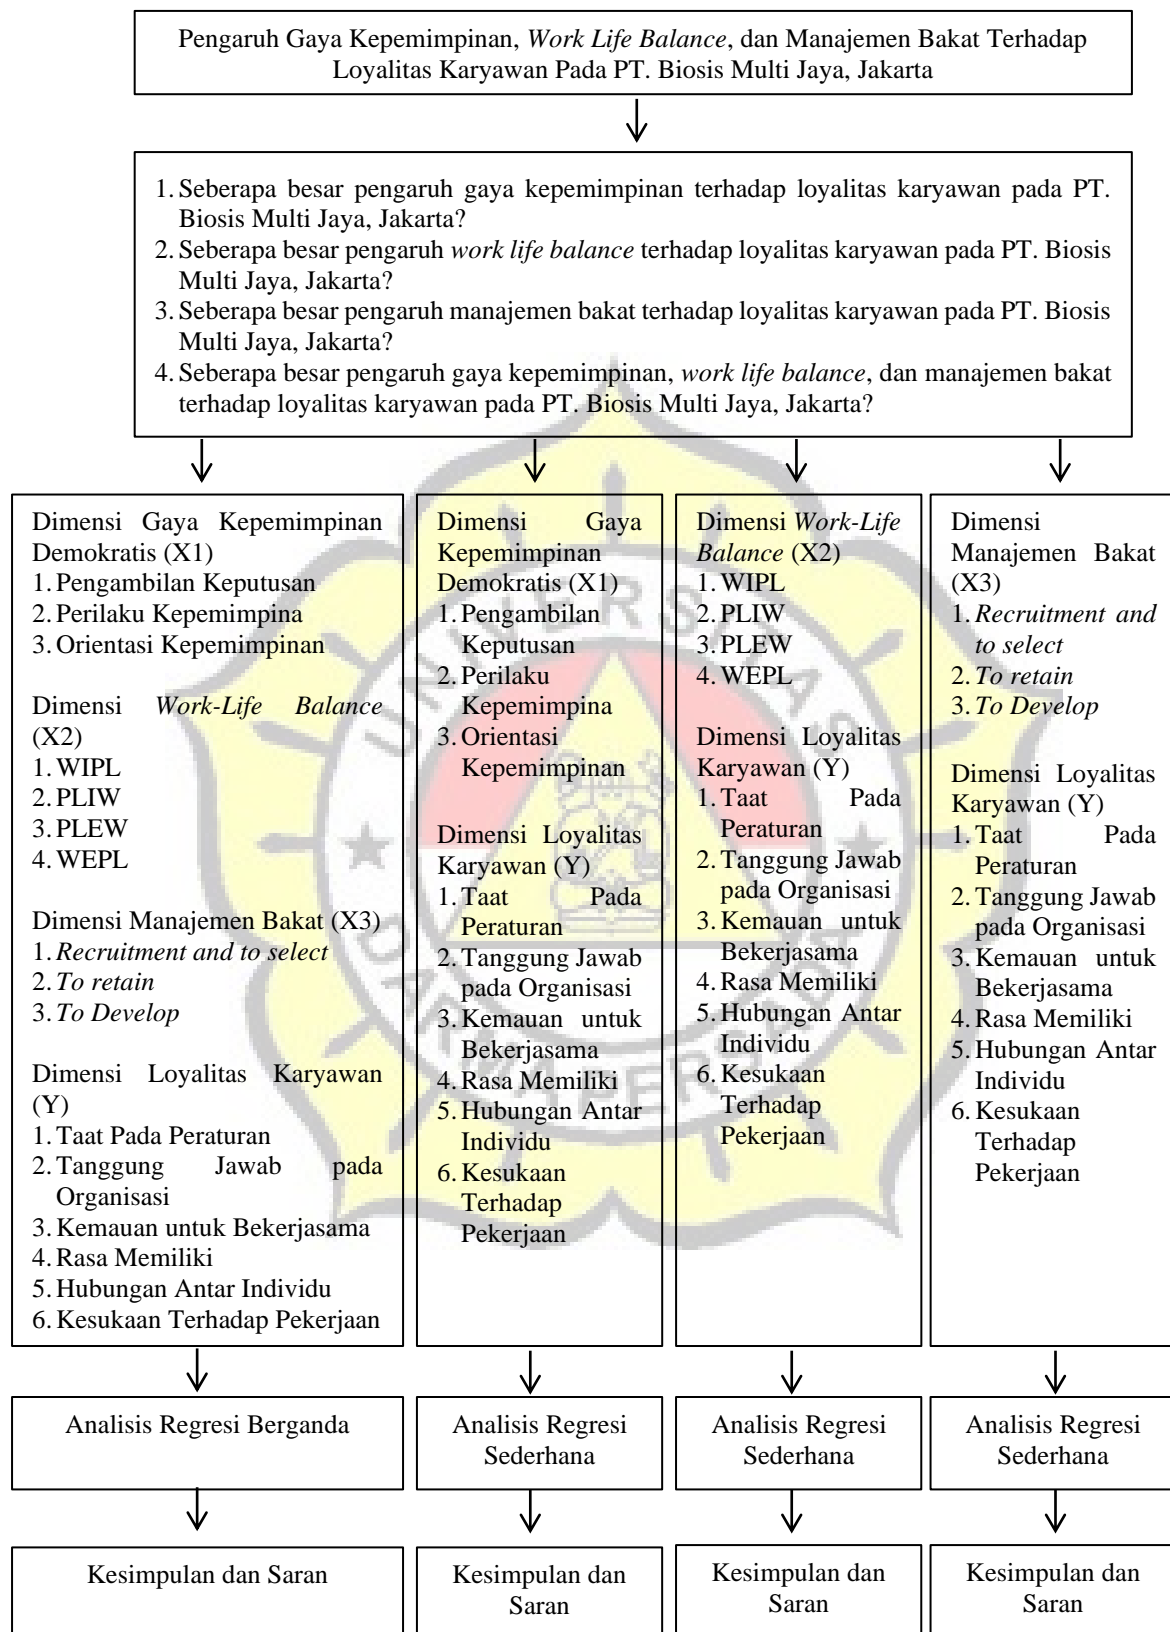 Pengaruh Gaya Kepemimpinan, Work Life Balance, dan Manajemen Bakat Terhadap
Loyalitas Karyawan Pada PT. Biosis Multi Jaya, Jakarta
1. Seberapa besar pengaruh gaya kepemimpinan terhadap loyalitas karyawan pada PT.
Biosis Multi Jaya, Jakarta?
2. Seberapa besar pengaruh work life balance terhadap loyalitas karyawan pada PT. Biosis
Multi Jaya, Jakarta?
3. Seberapa besar pengaruh manajemen bakat terhadap loyalitas karyawan pada PT. Biosis
Multi Jaya, Jakarta?
4. Seberapa besar pengaruh gaya kepemimpinan, work life balance, dan manajemen bakat
terhadap loyalitas karyawan pada PT. Biosis Multi Jaya, Jakarta?
Dimensi Gaya Kepemimpinan
Demokratis (X1)
1. Pengambilan Keputusan
2. Perilaku Kepemimpina
3. Orientasi Kepemimpinan
Dimensi Work-Life Balance
(X2)
1. WIPL
2. PLIW
3. PLEW
4. WEPL
Dimensi Manajemen Bakat (X3)
1. Recruitment and to select
2. To retain
3. To Develop
Dimensi Loyalitas Karyawan
(Y)
1. Taat Pada Peraturan
2. Tanggung Jawab pada
Organisasi
3. Kemauan untuk Bekerjasama
4. Rasa Memiliki
5. Hubungan Antar Individu
6. Kesukaan Terhadap Pekerjaan
Dimensi Gaya
Kepemimpinan
Demokratis (X1)
1. Pengambilan
Keputusan
2. Perilaku
Kepemimpina
3. Orientasi
Kepemimpinan
Dimensi Loyalitas
Karyawan (Y)
1. Taat Pada
Peraturan
2. Tanggung Jawab
pada Organisasi
3. Kemauan untuk
Bekerjasama
4. Rasa Memiliki
5. Hubungan Antar
Individu
6. Kesukaan
Terhadap
Pekerjaan
Dimensi Work-Life
Balance (X2)
1. WIPL
2. PLIW
3. PLEW
4. WEPL
Dimensi Loyalitas
Karyawan (Y)
1. Taat Pada
Peraturan
2. Tanggung Jawab
pada Organisasi
3. Kemauan untuk
Bekerjasama
4. Rasa Memiliki
5. Hubungan Antar
Individu
6. Kesukaan
Terhadap
Pekerjaan
Dimensi
Manajemen Bakat
(X3)
1. Recruitment and
to select
2. To retain
3. To Develop
Dimensi Loyalitas
Karyawan (Y)
1. Taat Pada
Peraturan
2. Tanggung Jawab
pada Organisasi
3. Kemauan untuk
Bekerjasama
4. Rasa Memiliki
5. Hubungan Antar
Individu
6. Kesukaan
Terhadap
Pekerjaan
Analisis Regresi Berganda
Analisis Regresi
Sederhana
Analisis Regresi
Sederhana
Analisis Regresi
Sederhana
Kesimpulan dan Saran
Kesimpulan dan
Saran
Kesimpulan dan
Saran
Kesimpulan dan
Saran
UNIVERSITAS
DARMA PERSADA